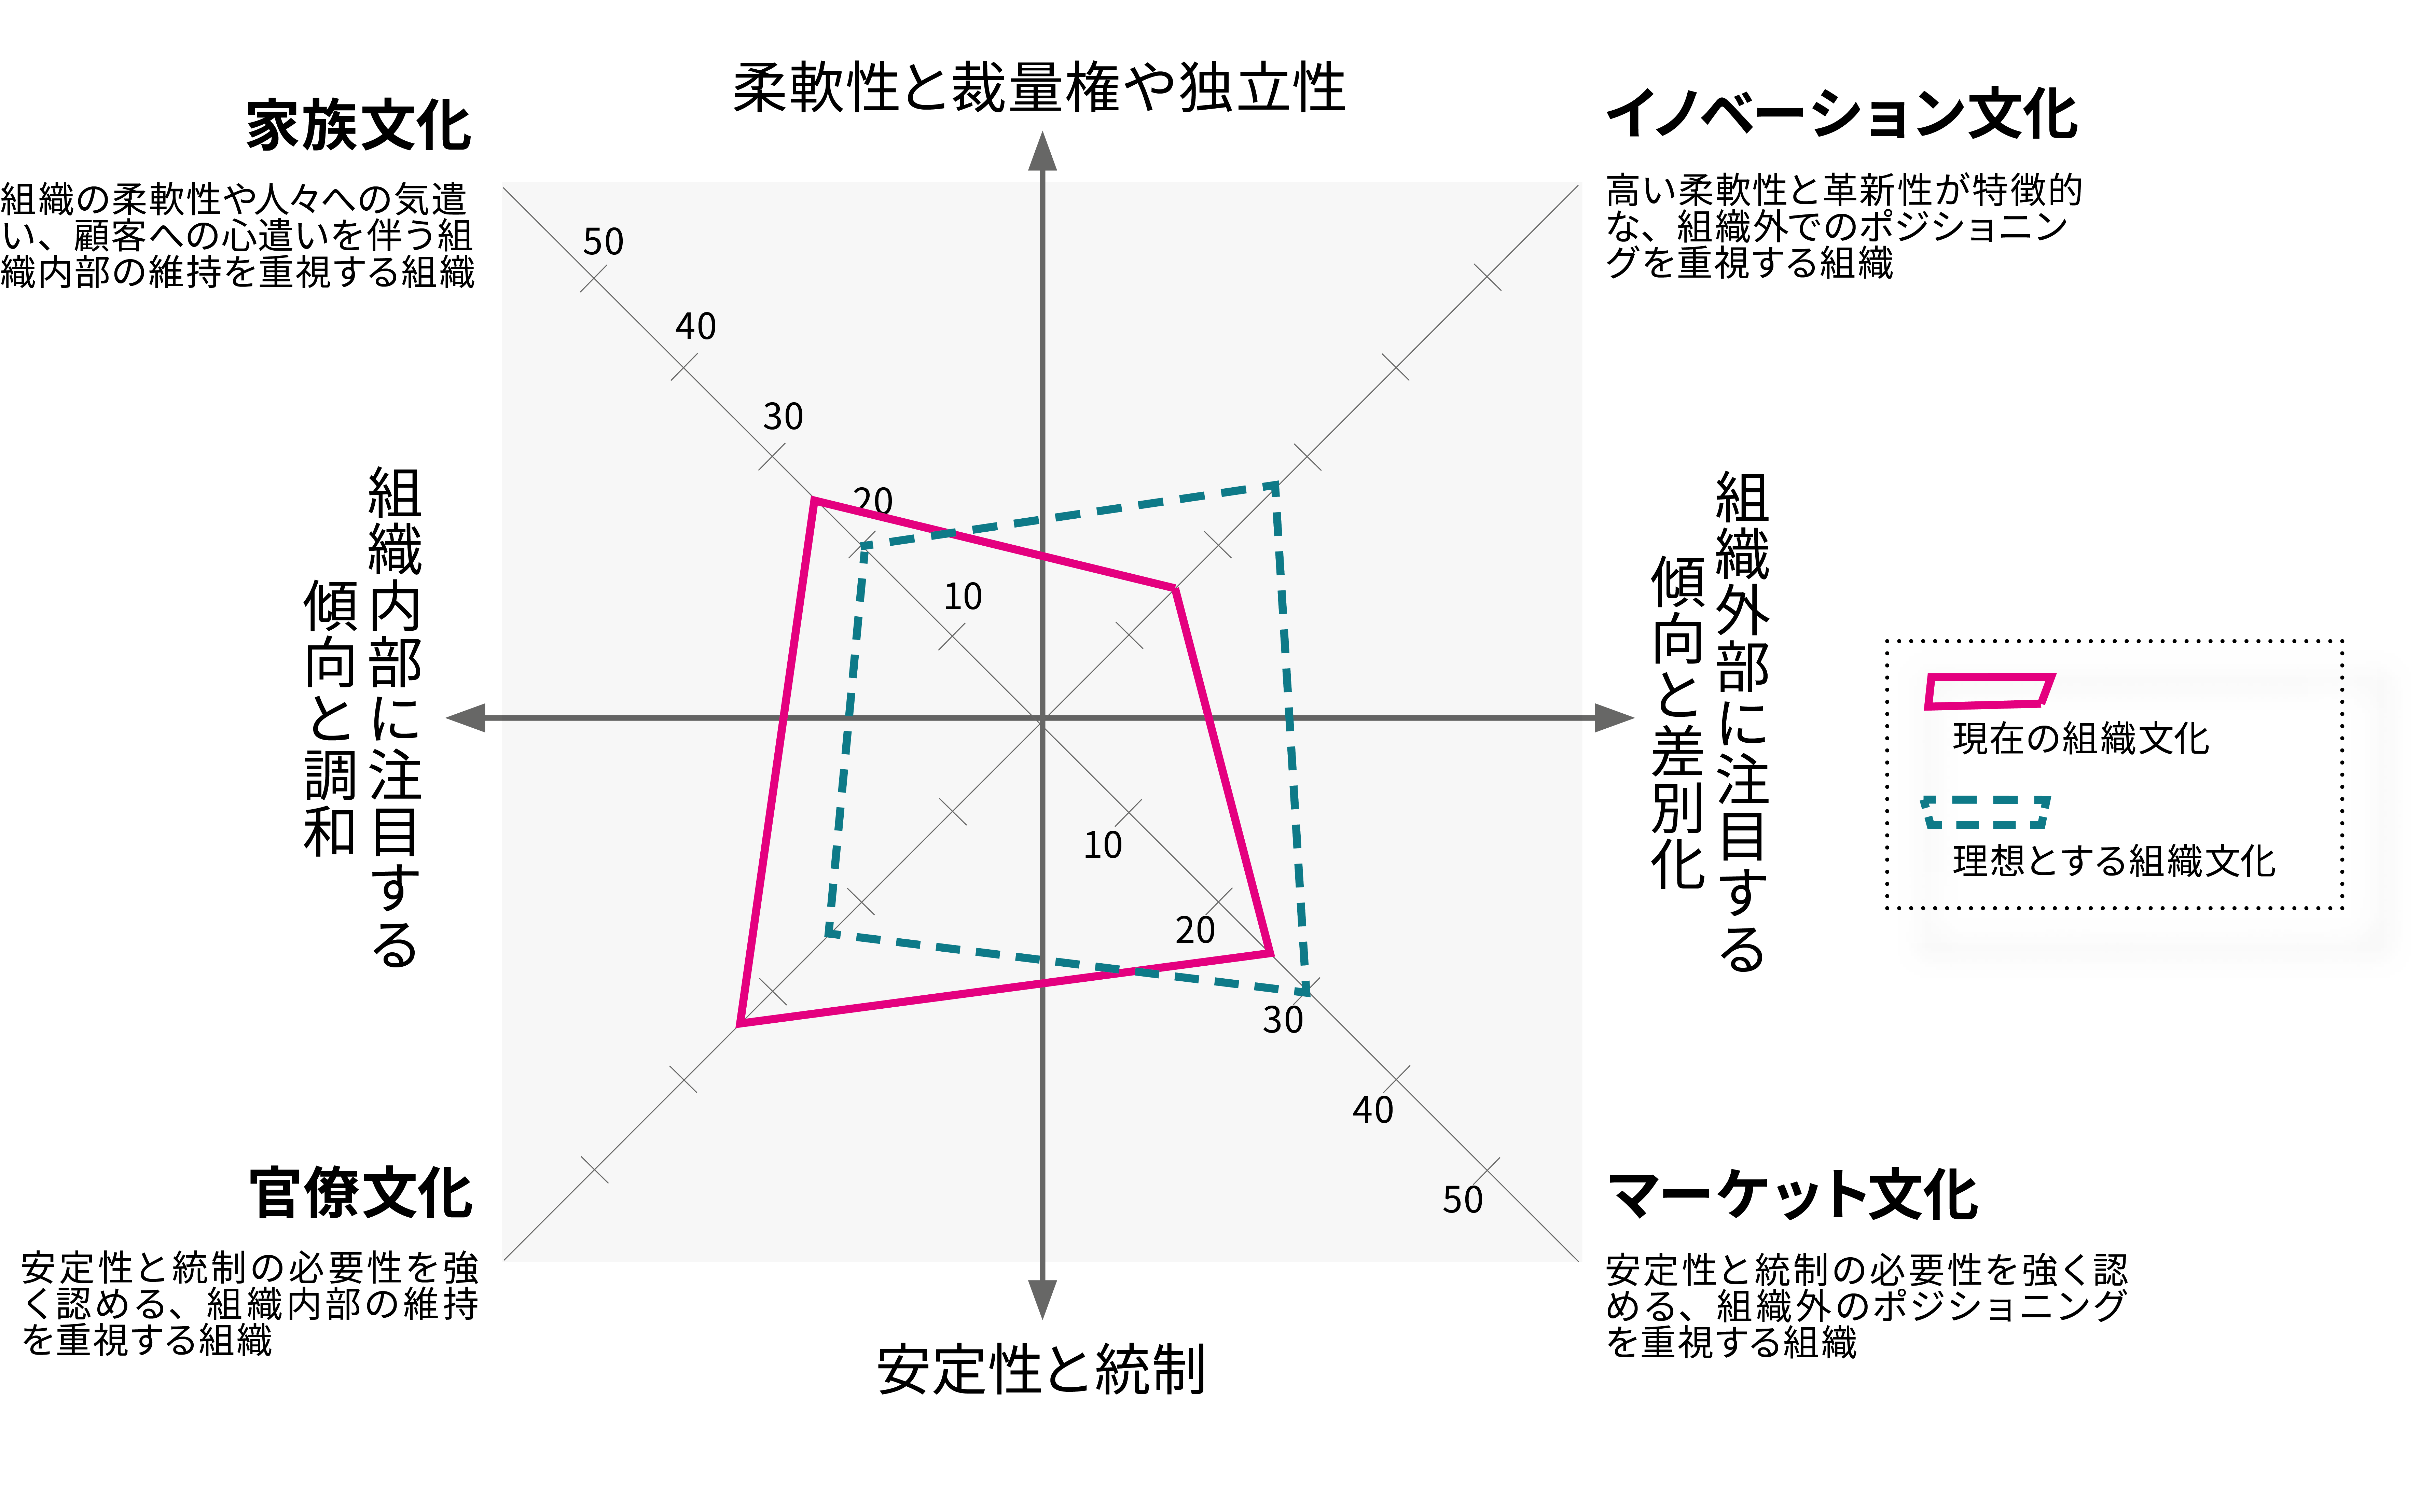 柔軟性と裁量権や独立性
家族文化
組織の柔軟性や人々への気遣
い、顧客への心遣いを伴う組
織内部の維持を重視する組織
イノベーション文化
高い柔軟性と革新性が特徴的
な、組織外でのポジショニン
グを重視する組織
50
40
30
20
10
組織内部に注目する
傾向と調和
組織外部に注目する
傾向と差別化
現在の組織文化
理想とする組織文化
10
20
30
40
50
官僚文化
安定性と統制の必要性を強
く認める、組織内部の維持
を重視する組織
マーケット文化
安定性と統制の必要性を強く認
める、組織外のポジショニング
を重視する組織
安定性と統制